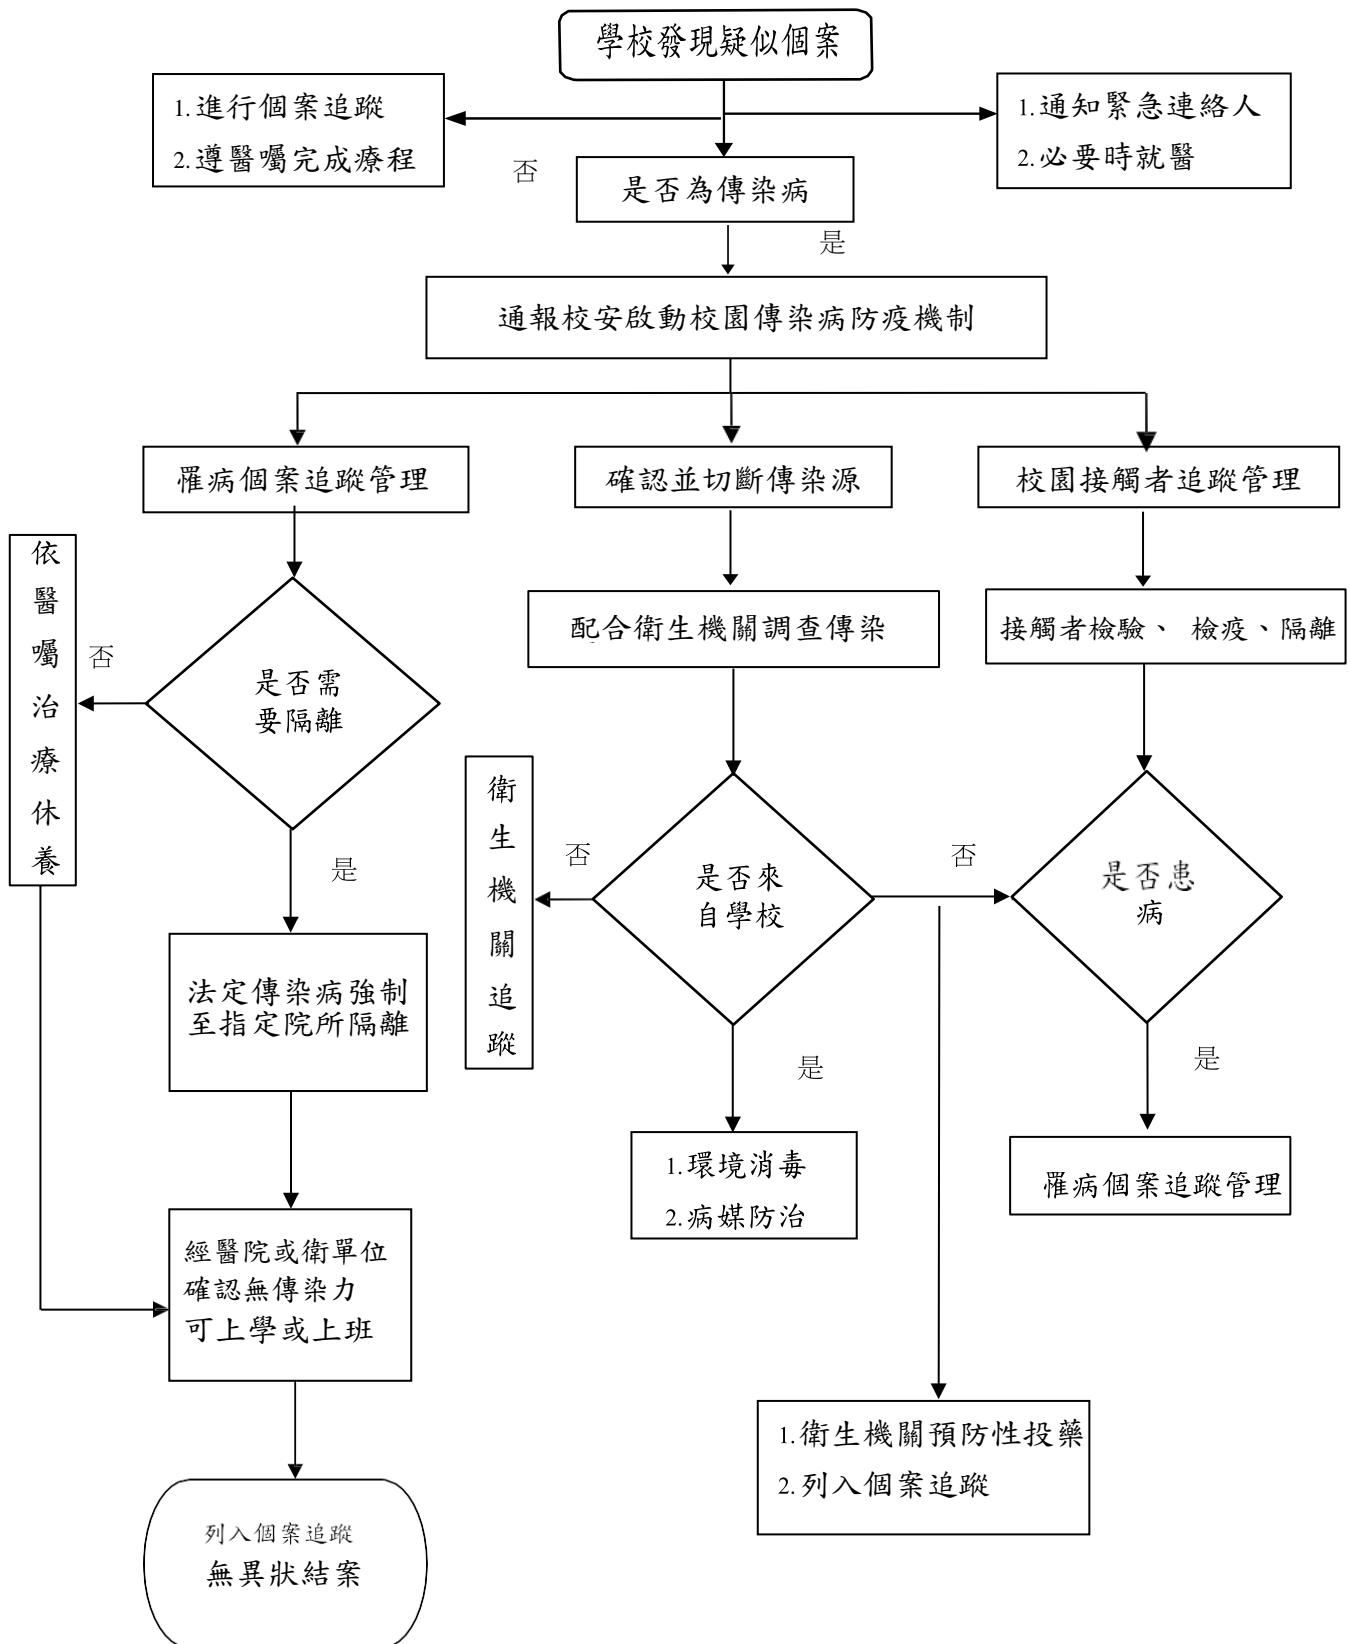 學校發現疑似個案
1.進行個案追蹤
2.遵醫囑完成療程
1.通知緊急連絡人
2.必要時就醫
否
是否為傳染病
是
通報校安啟動校園傳染病防疫機制
罹病個案追蹤管理
確認並切斷傳染源
校園接觸者追蹤管理
依醫囑治療休養
否
是否需
要隔離
是
配合衛生機關調查傳染
接觸者檢驗、 檢疫、隔離
衛生機關追蹤
否
是否來
自學校
否
是否患
病
是
是
法定傳染病強制
至指定院所隔離
1.環境消毒
2.病媒防治
罹病個案追蹤管理
經醫院或衛單位
確認無傳染力
可上學或上班
1.衛生機關預防性投藥
2.列入個案追蹤
列入個案追蹤
無異狀結案